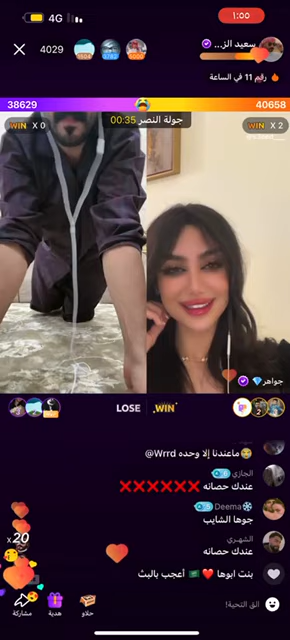 4G
١:٥٥
4029
سعيد الز...
رقم 11 في الساعة
38629
40658
WIN X 0
جولة النصر 00:35
WIN X 2
جواهر
LOSE
WIN
😭ماعندنا إلا وحده Wrrd@
الجازي
عندك حصانه ❌❌❌❌❌❌
Deema❄
جوها الشايب
الشهري
عندك حصانه
بنت ابوها ❤️🇸🇦 أعجب بالبث
x20
ألق التحية!
حلاو
هدية
مشاركة